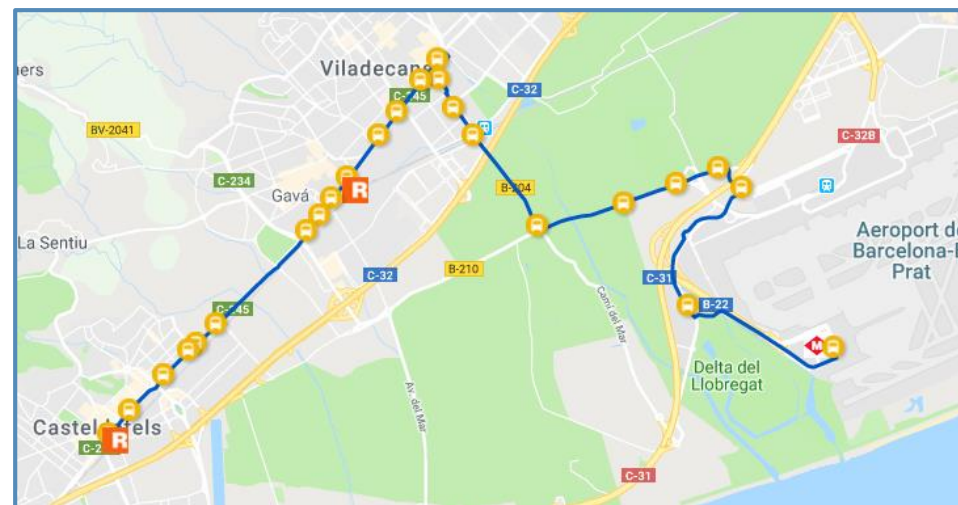 Viladecan
C-245
C-32
BV-2041
C-32B
C-234
R
B-204
Gavá
Aeroport de
Barcelona-E
Prat
La Sentiu
C-32
B-210
C-31
B-22
Camí del Mar
C-245
M
Delta del
Llobregat
Av. del Mar
R
C-31